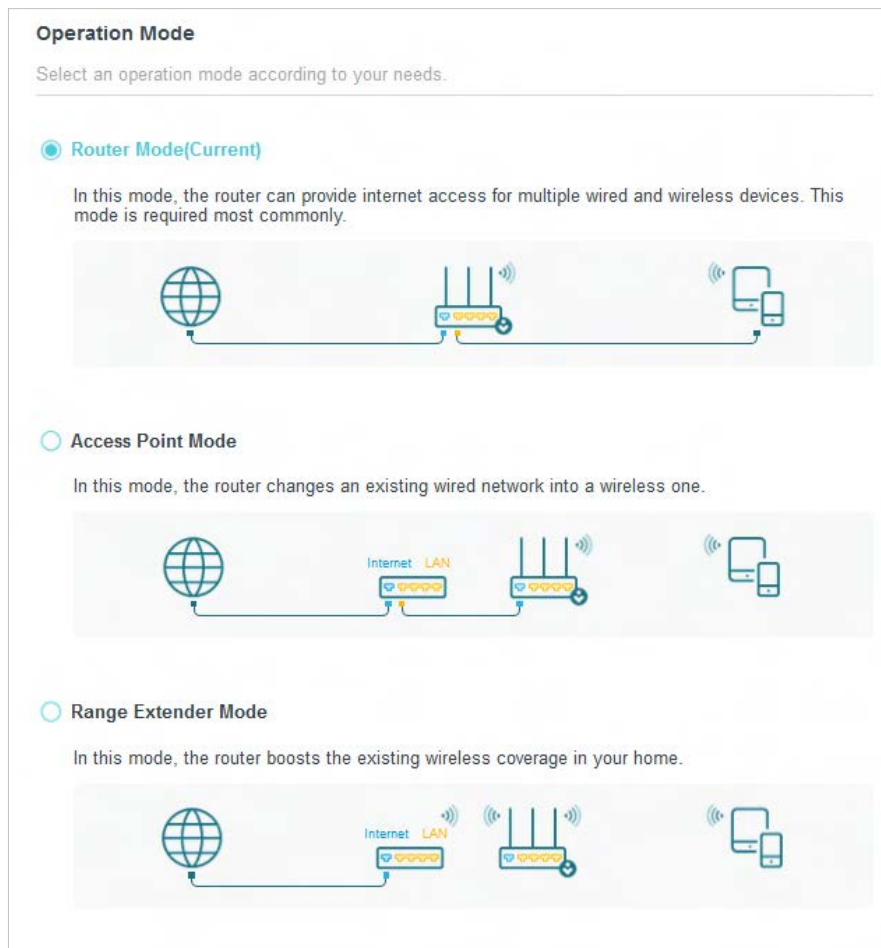 Operation Mode
Select an operation mode according to your needs.
Router Mode(Current)
In this mode, the router can provide internet access for multiple wired and wireless devices. This
mode is required most commonly.
Access Point Mode
In this mode, the router changes an existing wired network into a wireless one.
Internet LAN
Range Extender Mode
In this mode, the router boosts the existing wireless coverage in your home.
Internet LAN